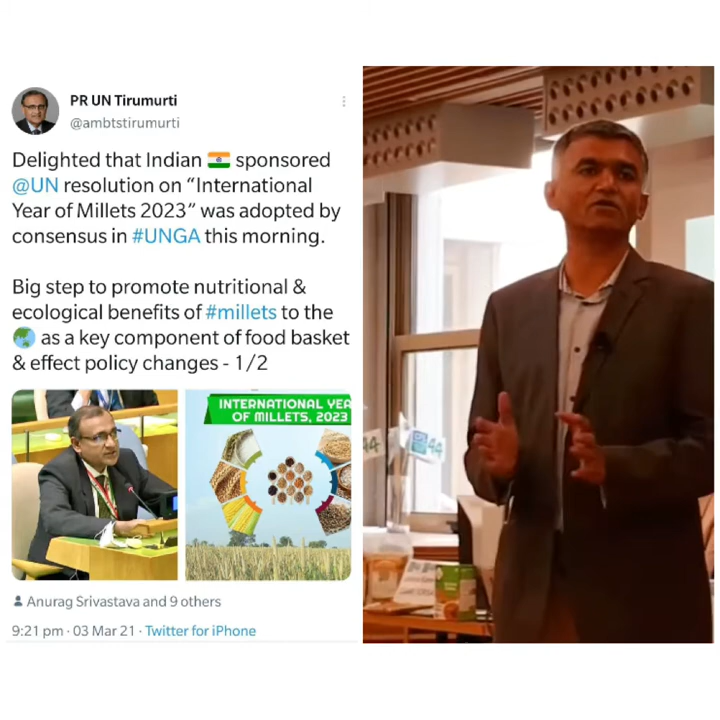 PR UN Tirumurti
@ambtstirumurti
Delighted that Indian 🇮🇳 sponsored
@UN resolution on “International
Year of Millets 2023” was adopted by
consensus in #UNGA this morning.
Big step to promote nutritional &
ecological benefits of #millets to the
🌏 as a key component of food basket
& effect policy changes - 1/2
INTERNATIONAL YEA
OF MILLETS, 2023
Anurag Srivastava and 9 others
9:21 pm · 03 Mar 21 · Twitter for iPhone
44
44